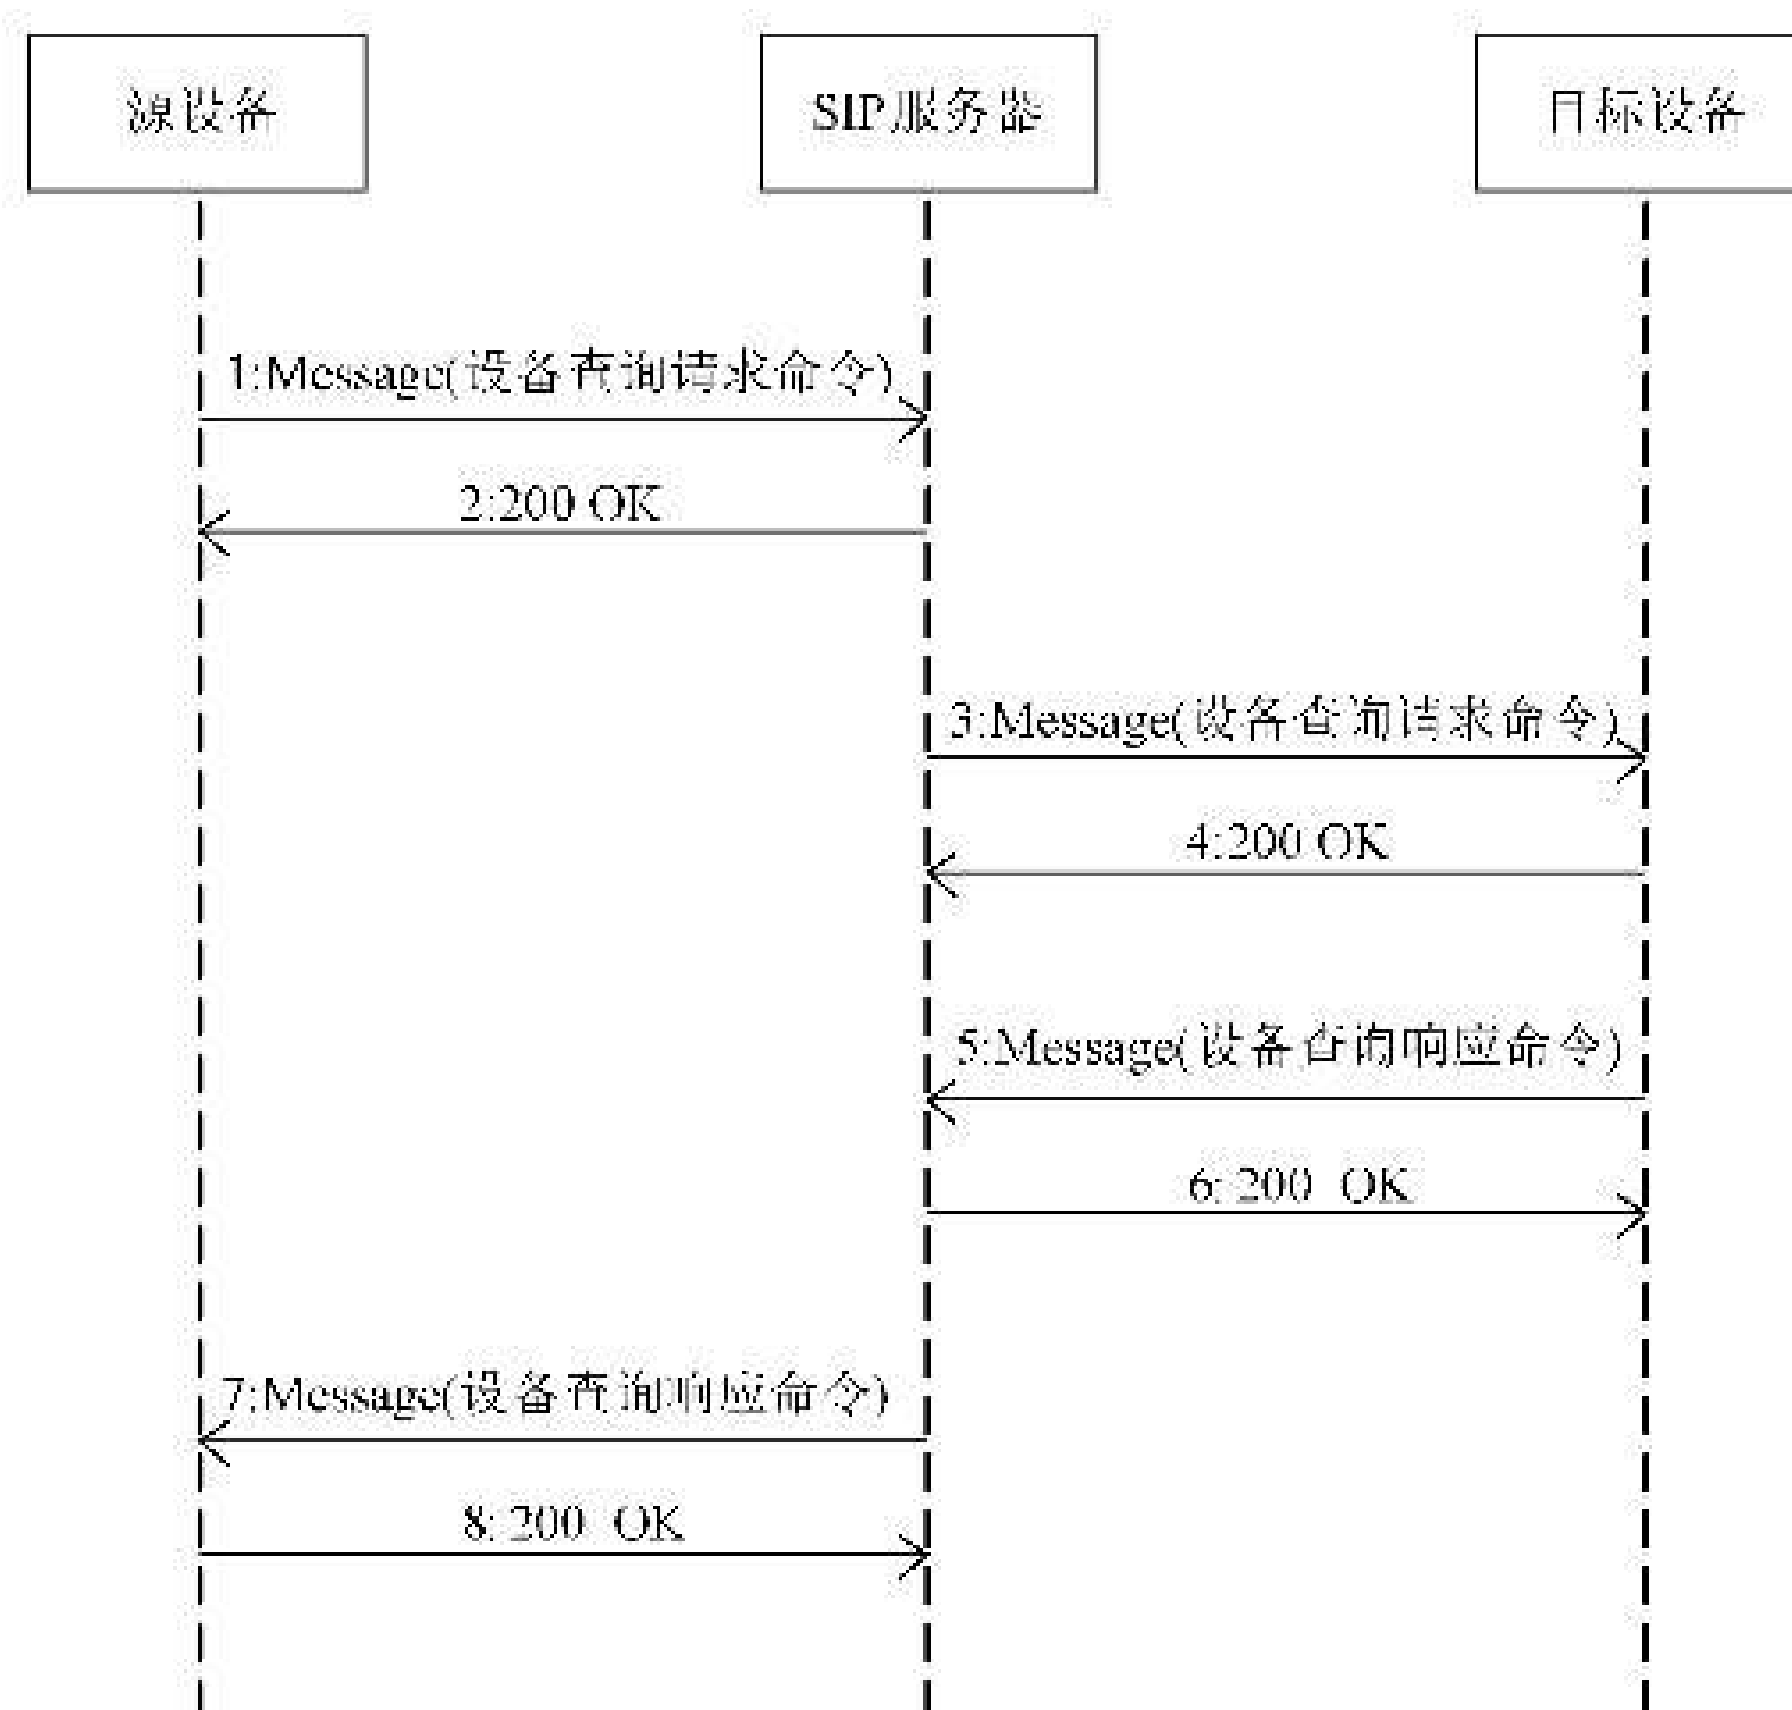 源设备
SIP服务器
目标设备
1:Message(设备查询请求命令)
2:200 OK
3:Message(设备查询请求命令)
4:200 OK
5:Message(设备查询响应命令)
6: 200 OK
7:Message(设备查询响应命令)
8: 200 OK